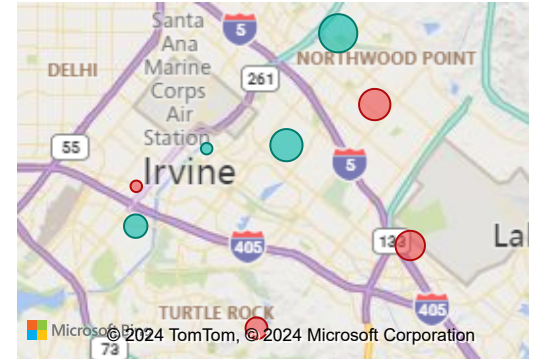 Santa
Ana
Marine
Corps
Air
Station
5
NORTHWOOD POINT
DELHI
261
55
5
Irvine
133
405
La
405
TURTLE ROCK
Microsoft Bing
© 2024 TomTom, © 2024 Microsoft Corporation
73